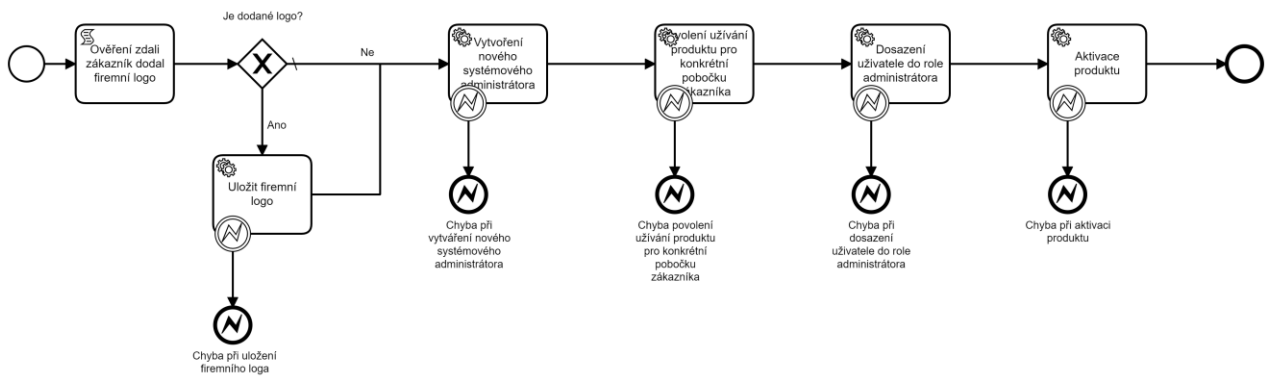 Je dodané logo?
Ověření zdali
zákazník dodal
firemní logo
Ne
Ano
Uložit firemní
logo
Chyba při uložení
firemního loga
Vytvoření
nového
systémového
administrátora
Chyba při
vytváření nového
systémového
administrátora
užívání
produktu pro
konkrétní
pobočku
zákazníka
Chyba povolení
užívání produktu
pro konkrétní
pobočku
zákazníka
Dosazení
uživatele do role
administrátora
Chyba při
dosazení
uživatele do role
administrátora
Aktivace
produktu
Chyba při aktivaci
produktu